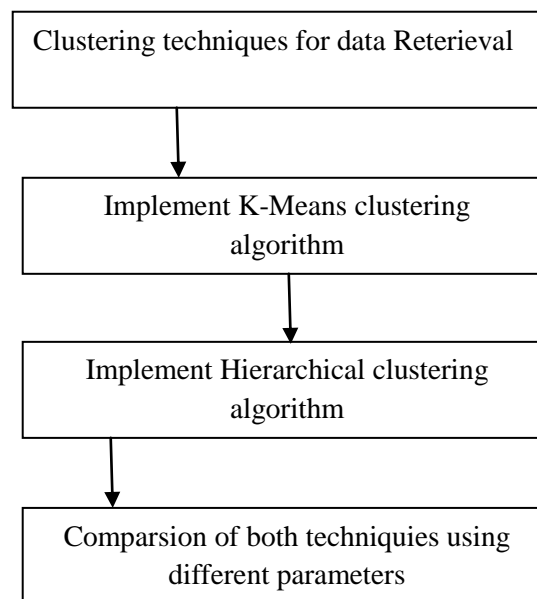 Clustering techniques for data Reterieval
Implement K-Means clustering
algorithm
Implement Hierarchical clustering
algorithm
Comparsion of both techniquies using
different parameters